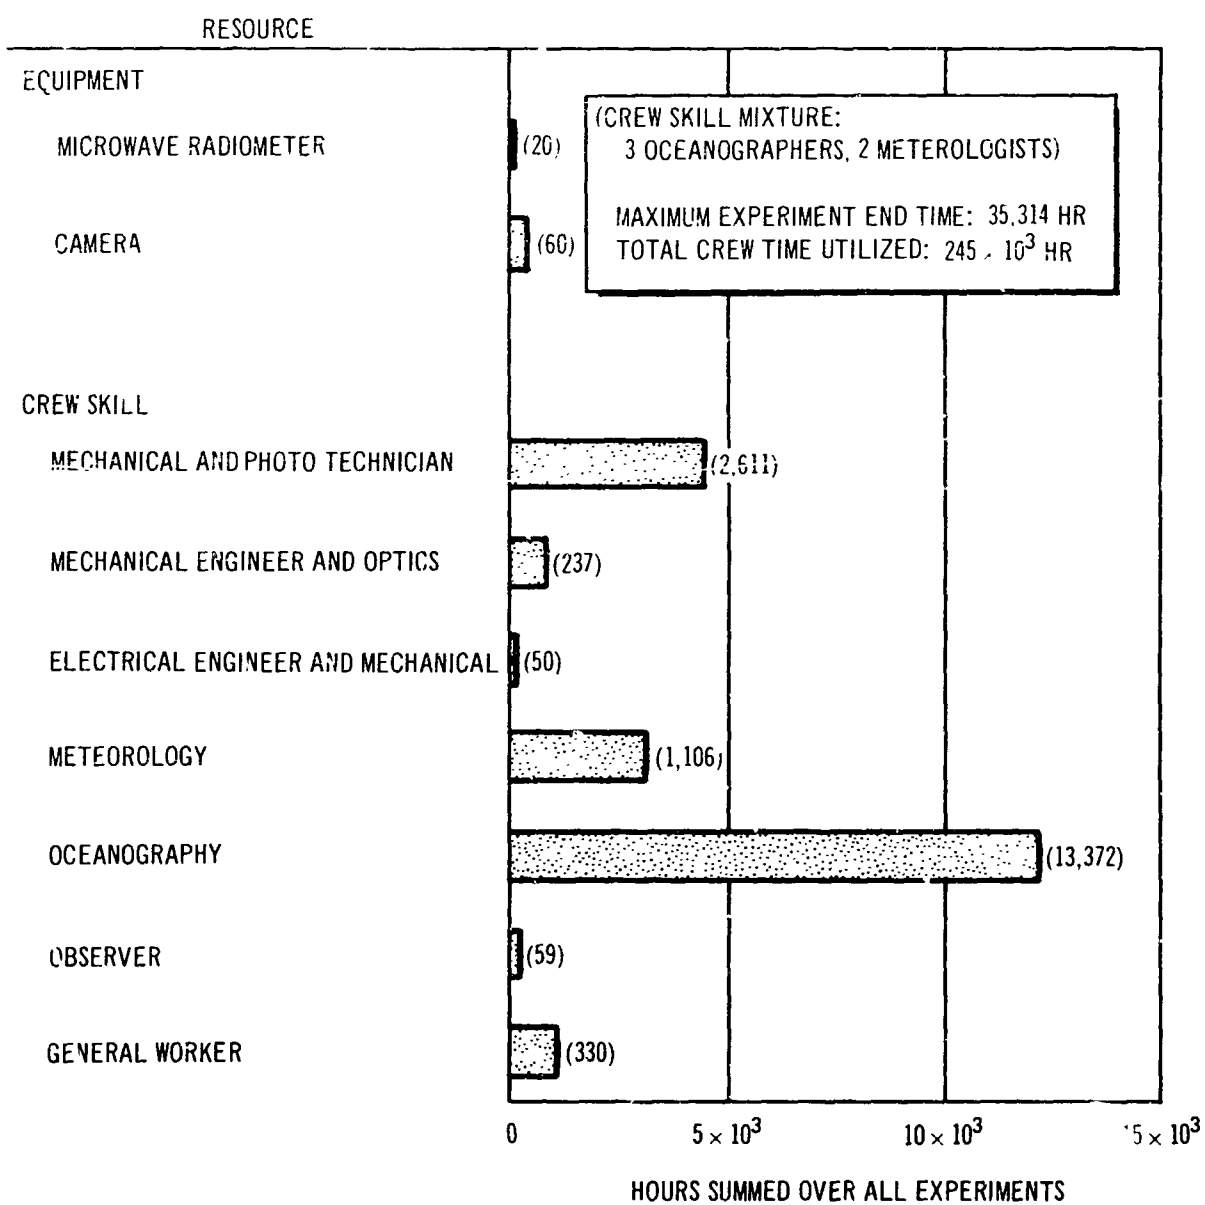 RESOURCE
EQUIPMENT
MICROWAVE RADIOMETER (20)
CAMERA (60)
(CREW SKILL MIXTURE:
3 OCEANOGRAPHERS, 2 METEROLOGISTS)
MAXIMUM EXPERIMENT END TIME: 35,314 HR
TOTAL CREW TIME UTILIZED: 245 × 10³ HR
CREW SKILL
MECHANICAL AND PHOTO TECHNICIAN (2,611)
MECHANICAL ENGINEER AND OPTICS (237)
ELECTRICAL ENGINEER AND MECHANICAL (50)
METEOROLOGY (1,106)
OCEANOGRAPHY (13,372)
OBSERVER (59)
GENERAL WORKER (330)
0 5 × 10³ 10 × 10³ 15 × 10³
HOURS SUMMED OVER ALL EXPERIMENTS